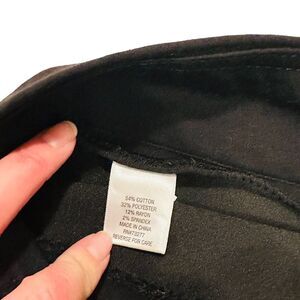 54% COTTON
32% POLYESTER
12% RAYON
2% SPANDEX
MADE IN CHINA
RN#73277
REVERSE FOR CARE